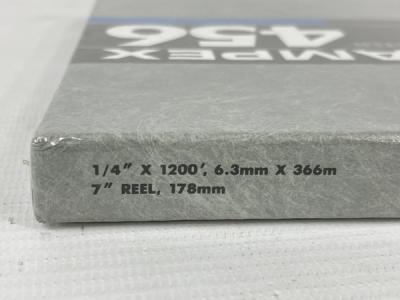 AMPEX
456
1/4" X 1200', 6.3mm X 366m
7" REEL, 178mm